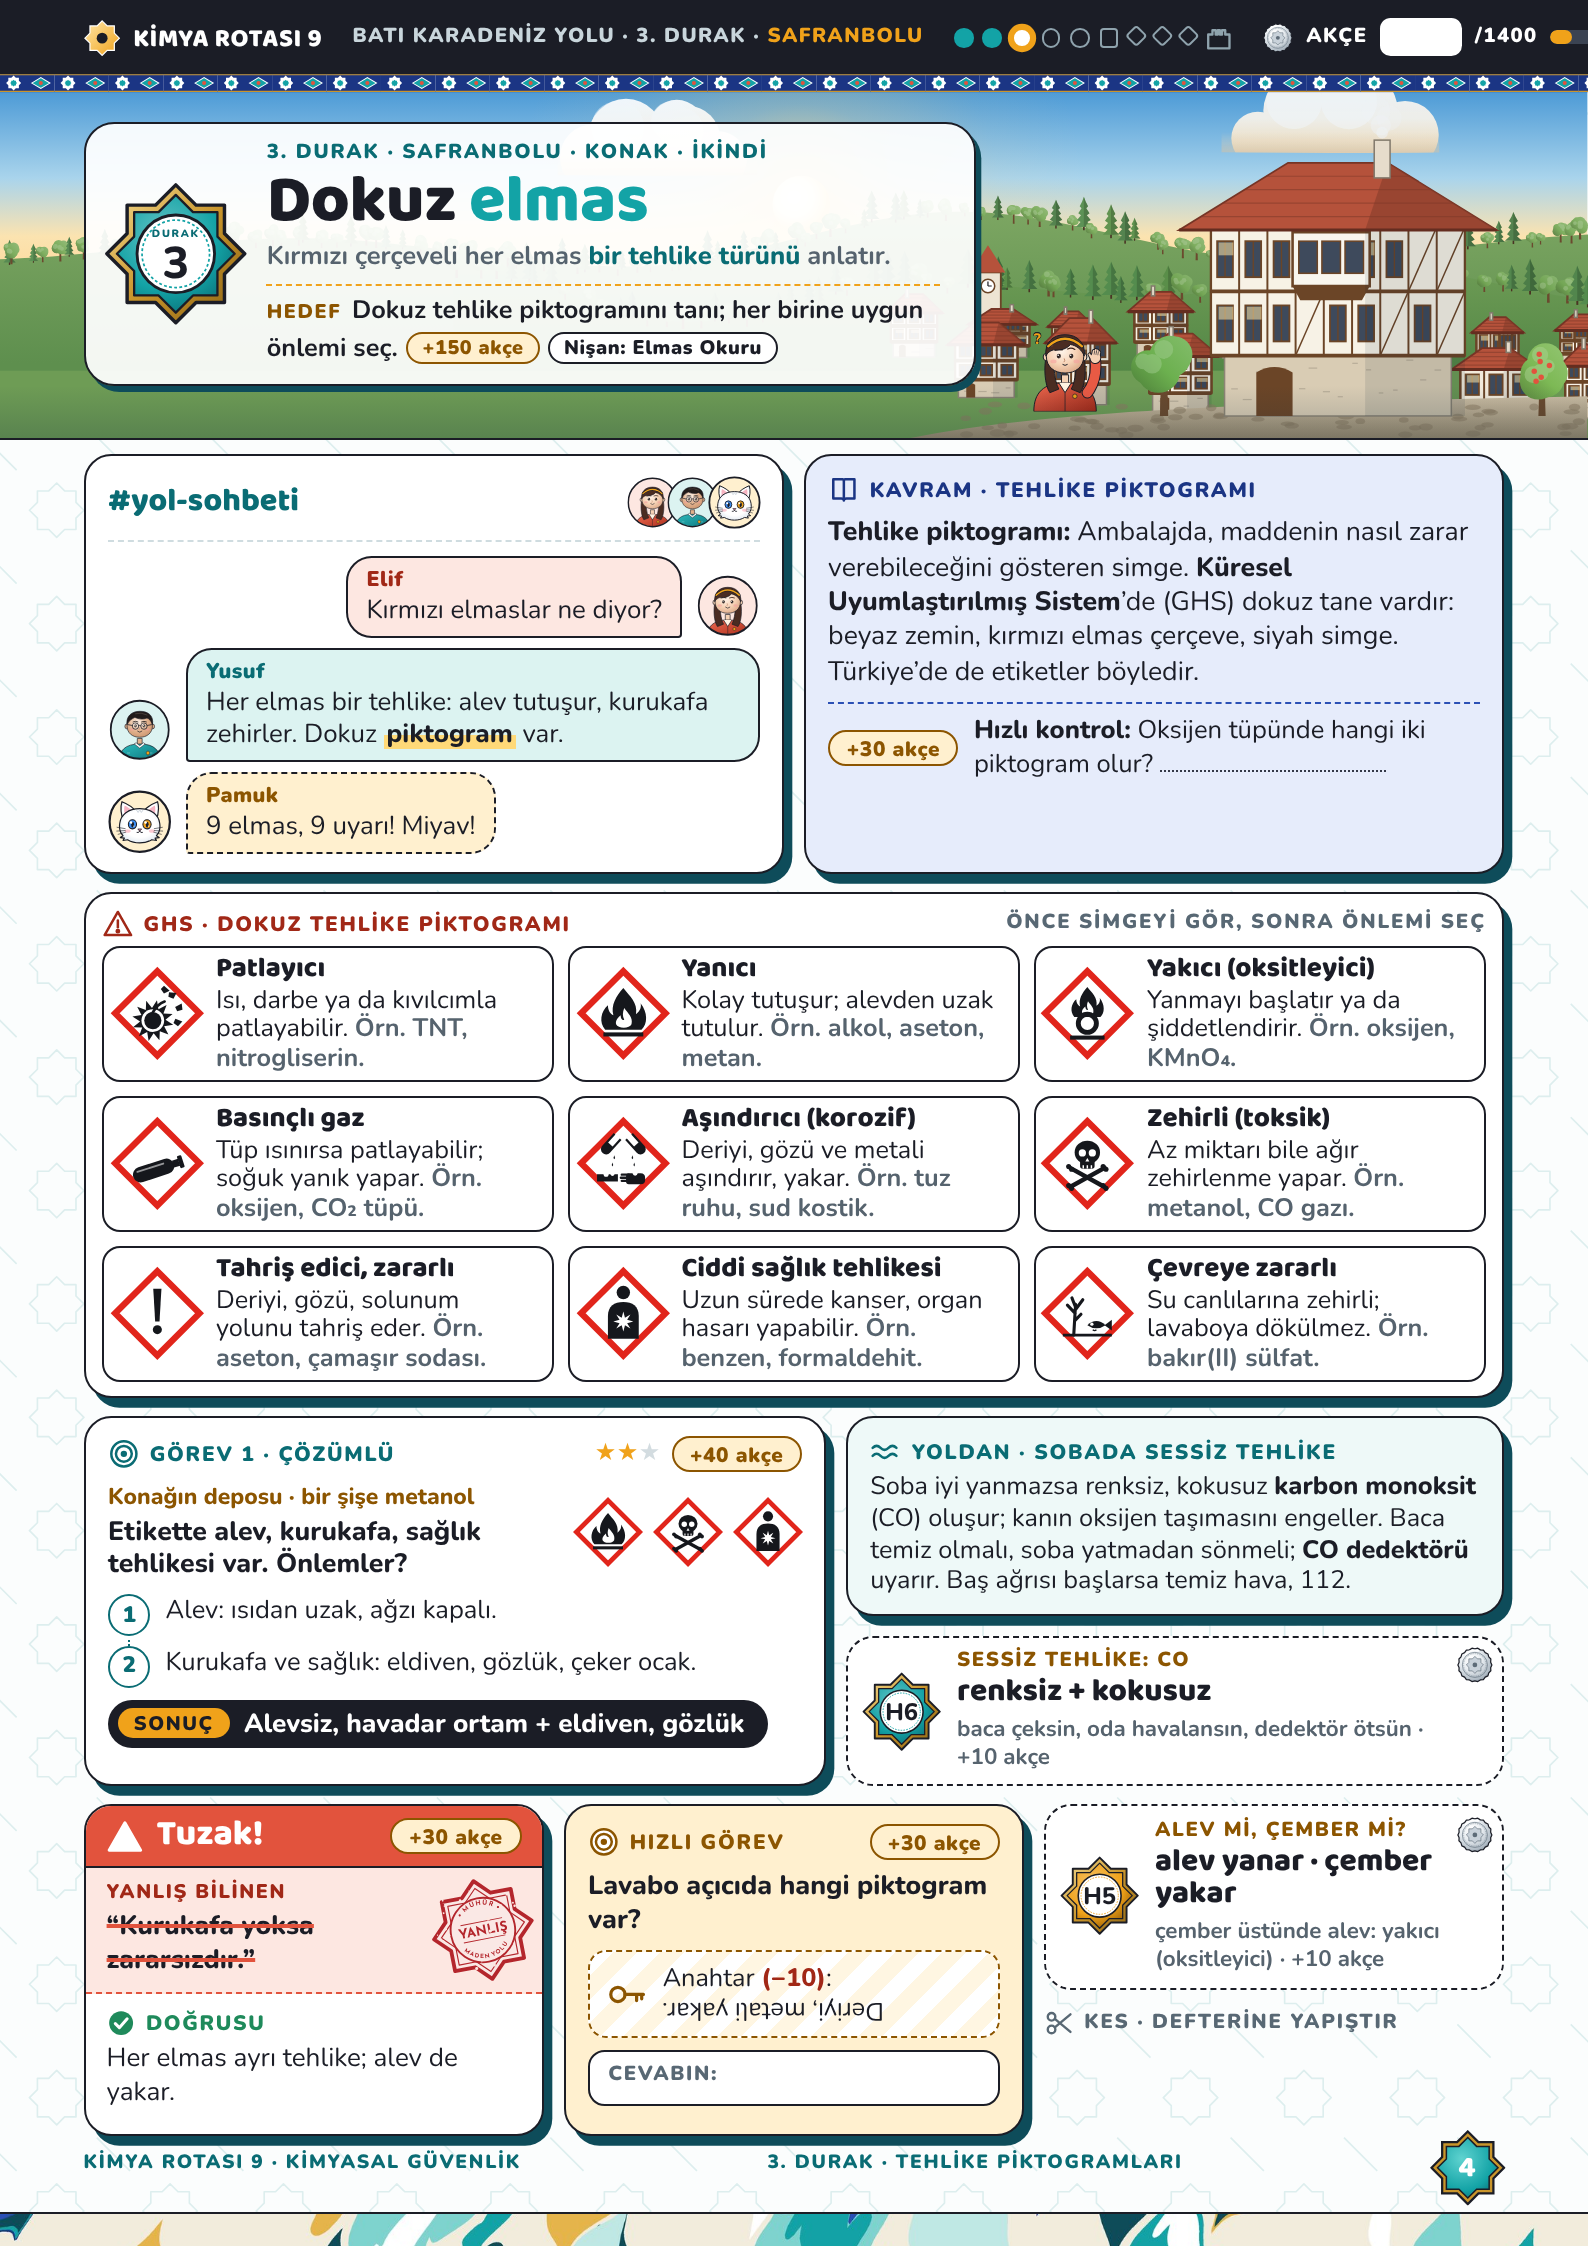 KİMYA ROTASI 9
BATI KARADENİZ YOLU · 3. DURAK · SAFRANBOLU
AKÇE
/1400
3. DURAK · SAFRANBOLU · KONAK · İKİNDİ
DURAK
3
Dokuz elmas
Kırmızı çerçeveli her elmas bir tehlike türünü anlatır.
HEDEF Dokuz tehlike piktogramını tanı; her birine uygun
önlemi seç. +150 akçe Nişan: Elmas Okuru
?
#yol-sohbeti
Elif
Kırmızı elmaslar ne diyor?
Yusuf
Her elmas bir tehlike: alev tutuşur, kurukafa
zehirler. Dokuz piktogram var.
Pamuk
9 elmas, 9 uyarı! Miyav!
KAVRAM · TEHLİKE PİKTOGRAMI
Tehlike piktogramı: Ambalajda, maddenin nasıl zarar
verebileceğini gösteren simge. Küresel
Uyumlaştırılmış Sistem’de (GHS) dokuz tane vardır:
beyaz zemin, kırmızı elmas çerçeve, siyah simge.
Türkiye’de de etiketler böyledir.
+30 akçe
Hızlı kontrol: Oksijen tüpünde hangi iki
piktogram olur?
GHS · DOKUZ TEHLİKE PİKTOGRAMI
ÖNCE SİMGEYİ GÖR, SONRA ÖNLEMİ SEÇ
Patlayıcı
Isı, darbe ya da kıvılcımla
patlayabilir. Örn. TNT,
nitrogliserin.
Yanıcı
Kolay tutuşur; alevden uzak
tutulur. Örn. alkol, aseton,
metan.
Yakıcı (oksitleyici)
Yanmayı başlatır ya da
şiddetlendirir. Örn. oksijen,
KMnO₄.
Basınçlı gaz
Tüp ısınırsa patlayabilir;
soğuk yanık yapar. Örn.
oksijen, CO₂ tüpü.
Aşındırıcı (korozif)
Deriyi, gözü ve metali
aşındırır, yakar. Örn. tuz
ruhu, sud kostik.
Zehirli (toksik)
Az miktarı bile ağır
zehirlenme yapar. Örn.
metanol, CO gazı.
Tahriş edici, zararlı
Deriyi, gözü, solunum
yolunu tahriş eder. Örn.
aseton, çamaşır sodası.
Ciddi sağlık tehlikesi
Uzun sürede kanser, organ
hasarı yapabilir. Örn.
benzen, formaldehit.
Çevreye zararlı
Su canlılarına zehirli;
lavaboya dökülmez. Örn.
bakır(II) sülfat.
GÖREV 1 · ÇÖZÜMLÜ
+40 akçe
Konağın deposu · bir şişe metanol
Etikette alev, kurukafa, sağlık
tehlikesi var. Önlemler?
1 Alev: ısıdan uzak, ağzı kapalı.
2 Kurukafa ve sağlık: eldiven, gözlük, çeker ocak.
SONUÇ Alevsiz, havadar ortam + eldiven, gözlük
YOLDAN · SOBADA SESSİZ TEHLİKE
Soba iyi yanmazsa renksiz, kokusuz karbon monoksit
(CO) oluşur; kanın oksijen taşımasını engeller. Baca
temiz olmalı, soba yatmadan sönmeli; CO dedektörü
uyarır. Baş ağrısı başlarsa temiz hava, 112.
H6
SESSİZ TEHLİKE: CO
renksiz + kokusuz
baca çeksin, oda havalansın, dedektör ötsün ·
+10 akçe
Tuzak!
+30 akçe
YANLIŞ BİLİNEN
“Kurukafa yoksa
zararsızdır.”
MÜHÜR
YANLIŞ
MADEN YOLU
DOĞRUSU
Her elmas ayrı tehlike; alev de
yakar.
HIZLI GÖREV
+30 akçe
Lavabo açıcıda hangi piktogram
var?
Anahtar (−10):
Deriyi, metali yakar.
CEVABIN:
H5
ALEV Mİ, ÇEMBER Mİ?
alev yanar · çember
yakar
çember üstünde alev: yakıcı
(oksitleyici) · +10 akçe
KES · DEFTERİNE YAPIŞTIR
KİMYA ROTASI 9 · KİMYASAL GÜVENLİK
3. DURAK · TEHLİKE PİKTOGRAMLARI
4